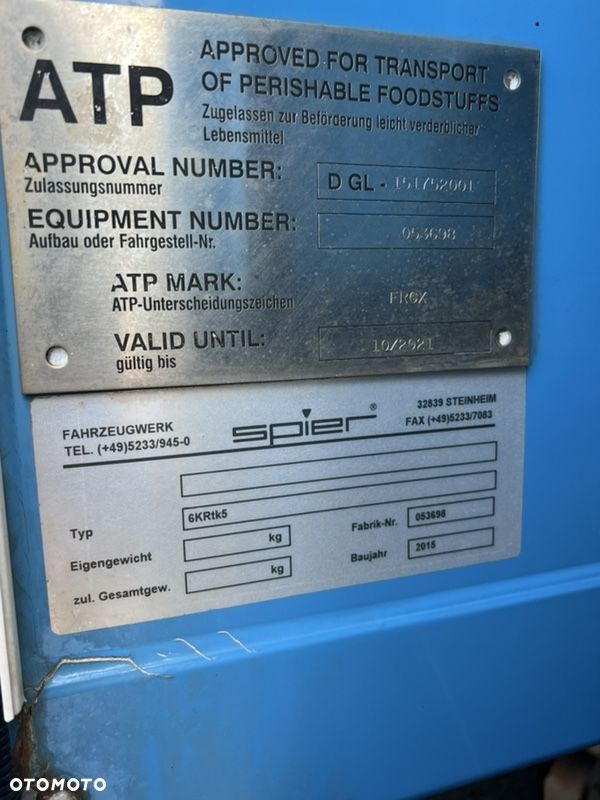 ATP
APPROVED FOR TRANSPORT
OF PERISHABLE FOODSTUFFS
Zugelassen zur Beförderung leicht verderblicher
Lebensmittel
APPROVAL NUMBER: D GL - 151752001
Zulassungsnummer
EQUIPMENT NUMBER: 053698
Aufbau oder Fahrgestell-Nr.
ATP MARK: FRCX
ATP-Unterscheidungszeichen
VALID UNTIL: 10/2021
gültig bis
FAHRZEUGWERK
TEL. (+49)5233/945-0
spier®
32839 STEINHEIM
FAX (+49)5233/7083
Typ 6KRtk5
Eigengewicht kg
zul. Gesamtgew. kg
Fabrik-Nr. 053698
Baujahr 2015
OTOMOTO